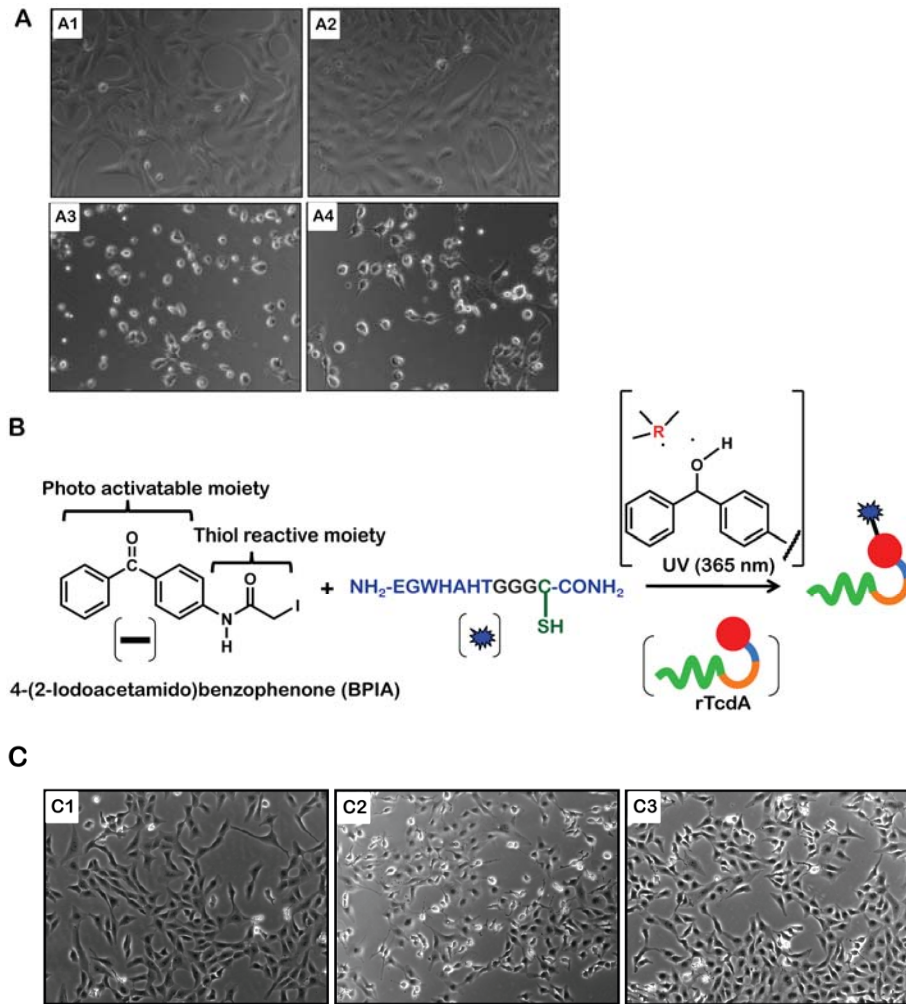 A
A1
A2
A3
A4
B
Photo activatable moiety
Thiol reactive moiety
O
O
I
N
H
4-(2-Iodoacetamido)benzophenone (BPIA)
+
NH₂-EGWHAHTGGGC-CONH₂
SH
R
O
H
UV (365 nm)
rTcdA
C
C1
C2
C3